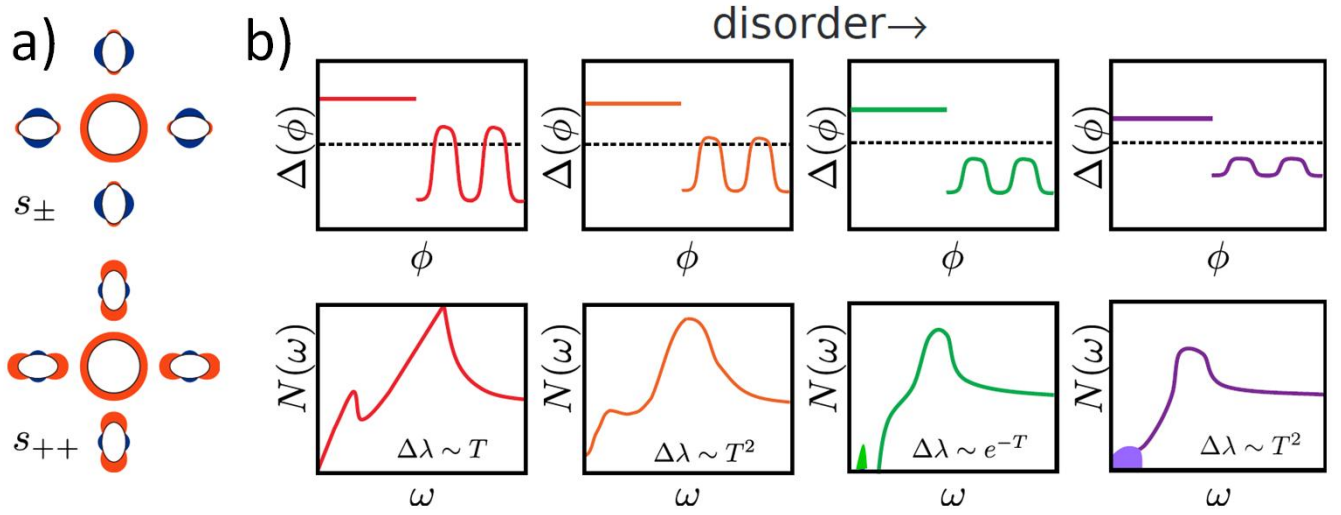 a)
s±
s++
b)
disorder→
Δ(ϕ)
ϕ
Δ(ϕ)
ϕ
Δ(ϕ)
ϕ
Δ(ϕ)
ϕ
N(ω)
Δλ ∼ T
ω
N(ω)
Δλ ∼ T²
ω
N(ω)
Δλ ∼ e⁻ᵀ
ω
N(ω)
Δλ ∼ T²
ω